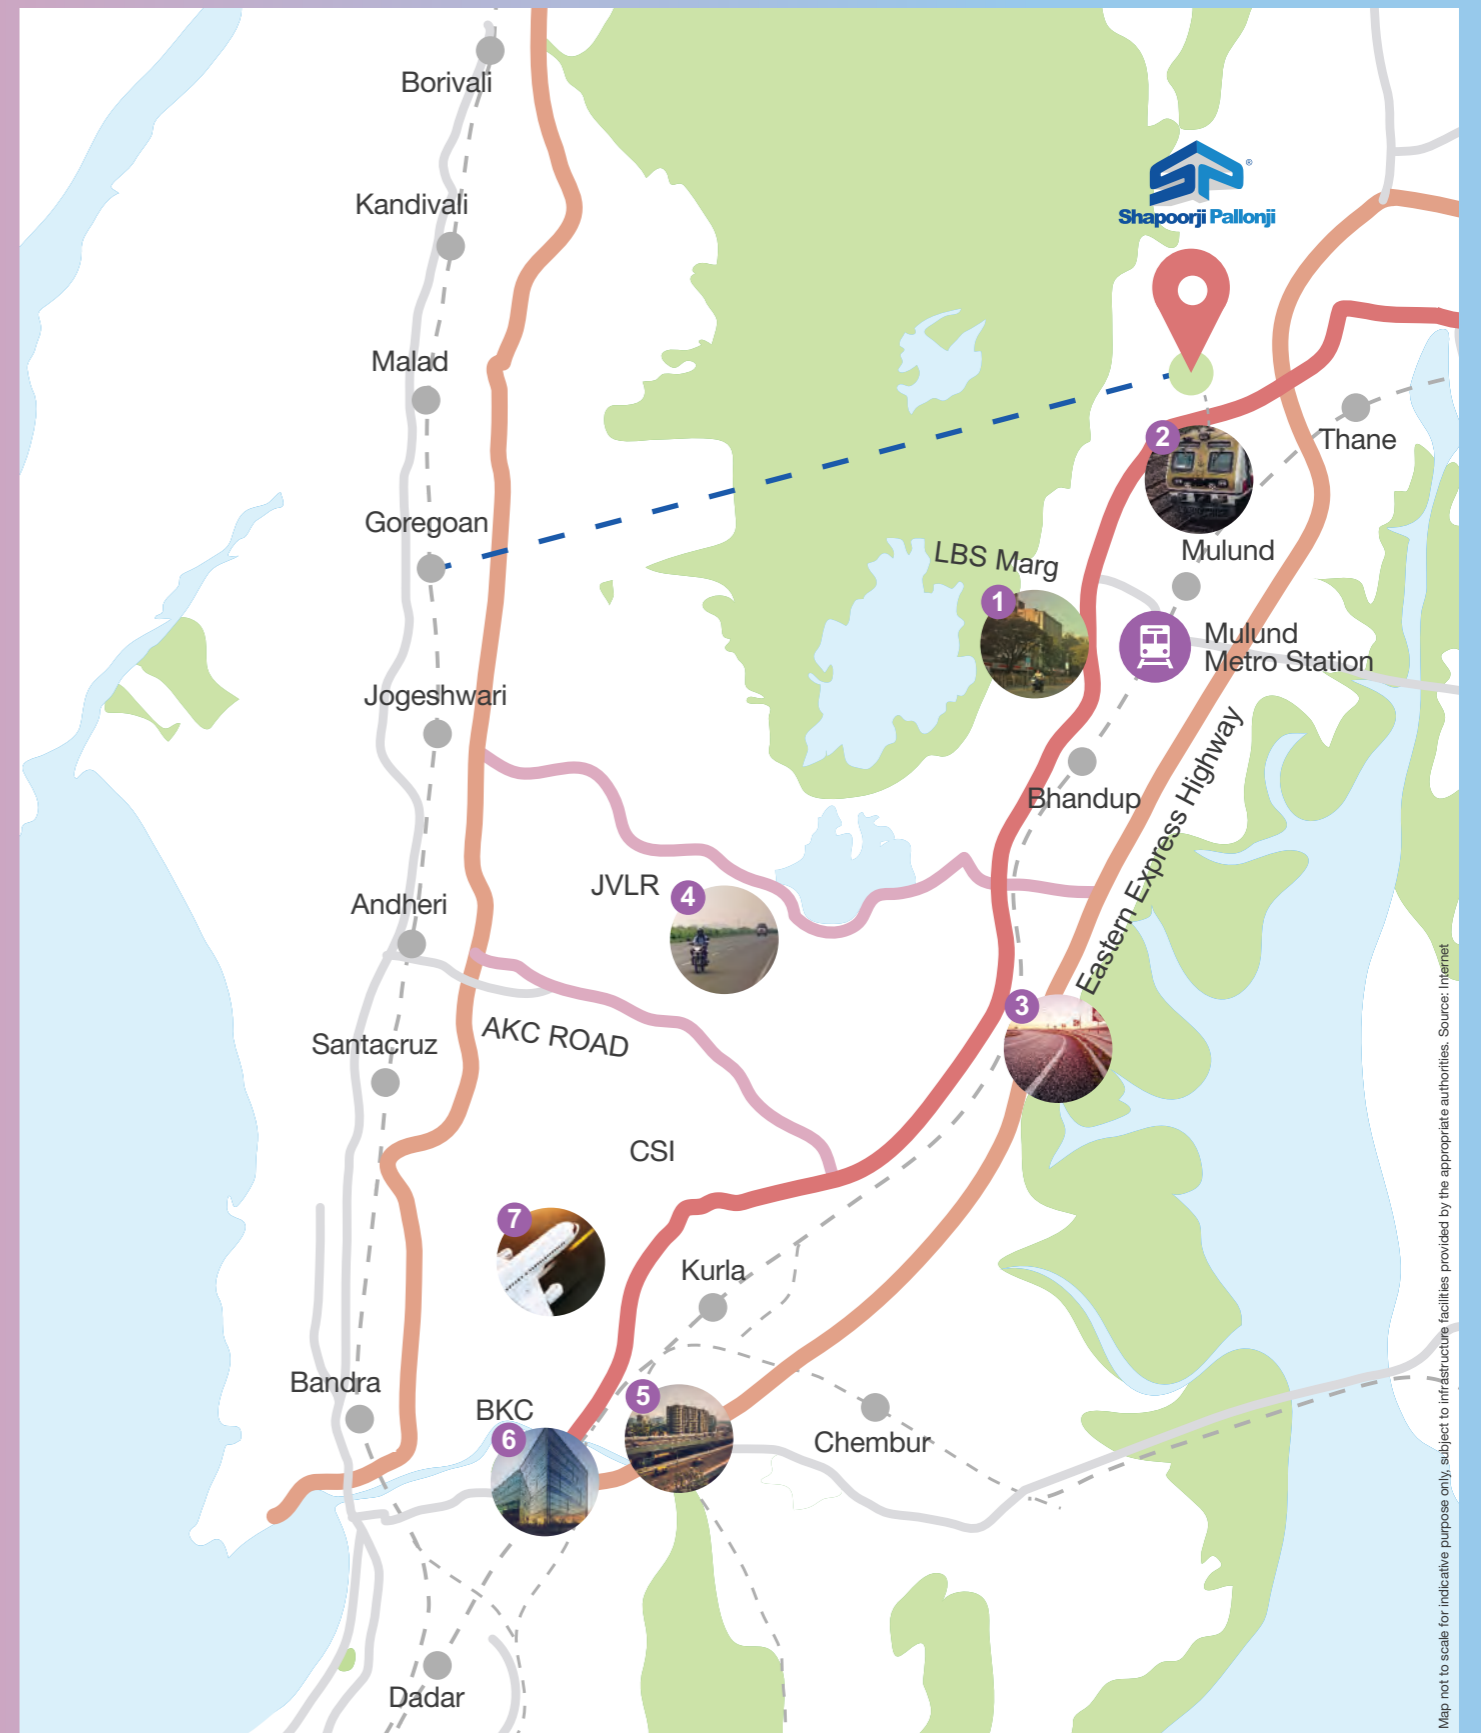 Borivali
SP®
Shapoorji Pallonji
Kandivali
Malad
Thane
2
Goregoan
LBS Marg
Mulund
1
Mulund
Metro Station
Jogeshwari
Bhandup
Eastern Express Highway
JVLR
4
Andheri
3
AKC ROAD
Santacruz
CSI
7
Kurla
Bandra
5
BKC
6
Chembur
Dadar
Map not to scale for indicative purpose only, subject to infrastructure facilities provided by the appropriate authorities. Source: Internet